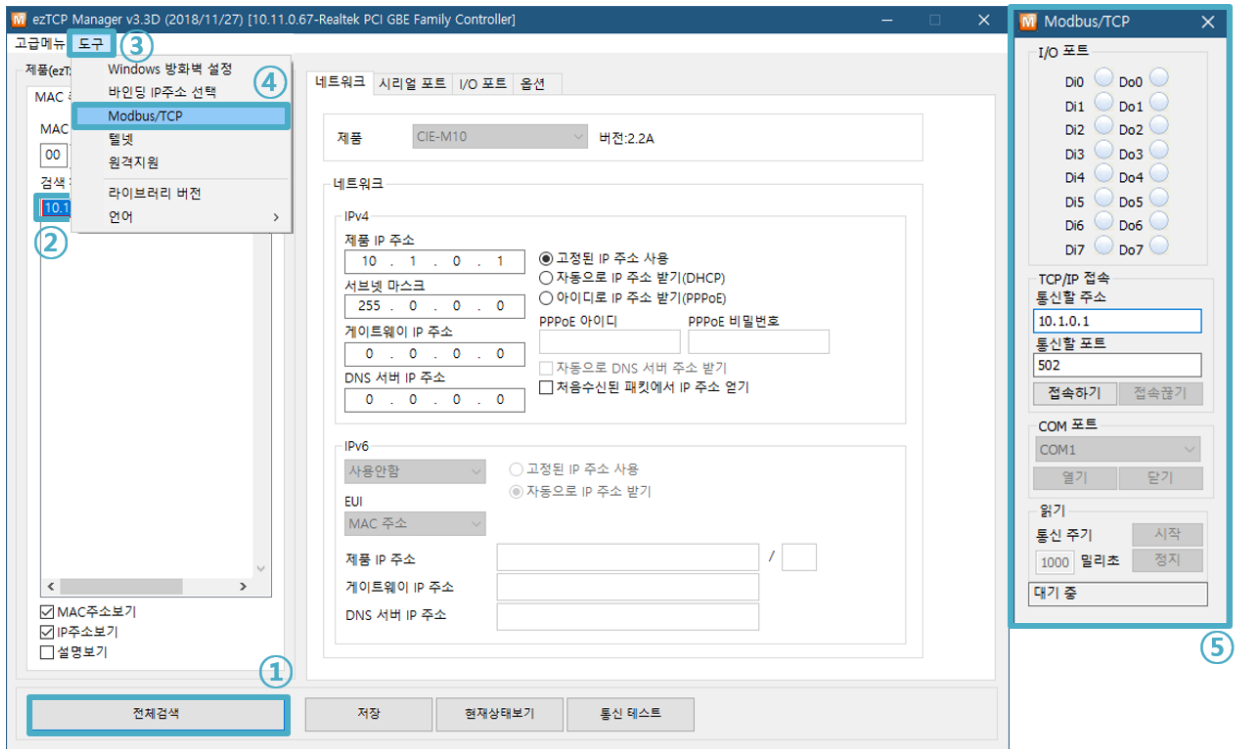 ezTCP Manager v3.3D (2018/11/27) [10.11.0.67-Realtek PCI GBE Family Controller]
고급메뉴 도구 ③
제품(ezT
MAC
MAC
00
검색
10.1
②
Windows 방화벽 설정
④
바인딩 IP주소 선택
Modbus/TCP
텔넷
원격지원
라이브러리 버전
언어 >
MAC주소보기
IP주소보기
설명보기
①
전체검색
네트워크 시리얼 포트 I/O 포트 옵션
제품 CIE-M10 버전:2.2A
네트워크
IPv4
제품 IP 주소
10 . 1 . 0 . 1
서브넷 마스크
255 . 0 . 0 . 0
게이트웨이 IP 주소
0 . 0 . 0 . 0
DNS 서버 IP 주소
0 . 0 . 0 . 0
고정된 IP 주소 사용
자동으로 IP 주소 받기(DHCP)
아이디로 IP 주소 받기(PPPoE)
PPPoE 아이디 PPPoE 비밀번호
자동으로 DNS 서버 주소 받기
처음수신된 패킷에서 IP 주소 얻기
IPv6
사용안함
고정된 IP 주소 사용
자동으로 IP 주소 받기
EUI
MAC 주소
제품 IP 주소 /
게이트웨이 IP 주소
DNS 서버 IP 주소
저장 현재상태보기 통신 테스트
Modbus/TCP
I/O 포트
Di0 Do0
Di1 Do1
Di2 Do2
Di3 Do3
Di4 Do4
Di5 Do5
Di6 Do6
Di7 Do7
TCP/IP 접속
통신할 주소
10.1.0.1
통신할 포트
502
접속하기 접속끊기
COM 포트
COM1
열기 닫기
읽기
통신 주기 시작
1000 밀리초 정지
대기 중
⑤